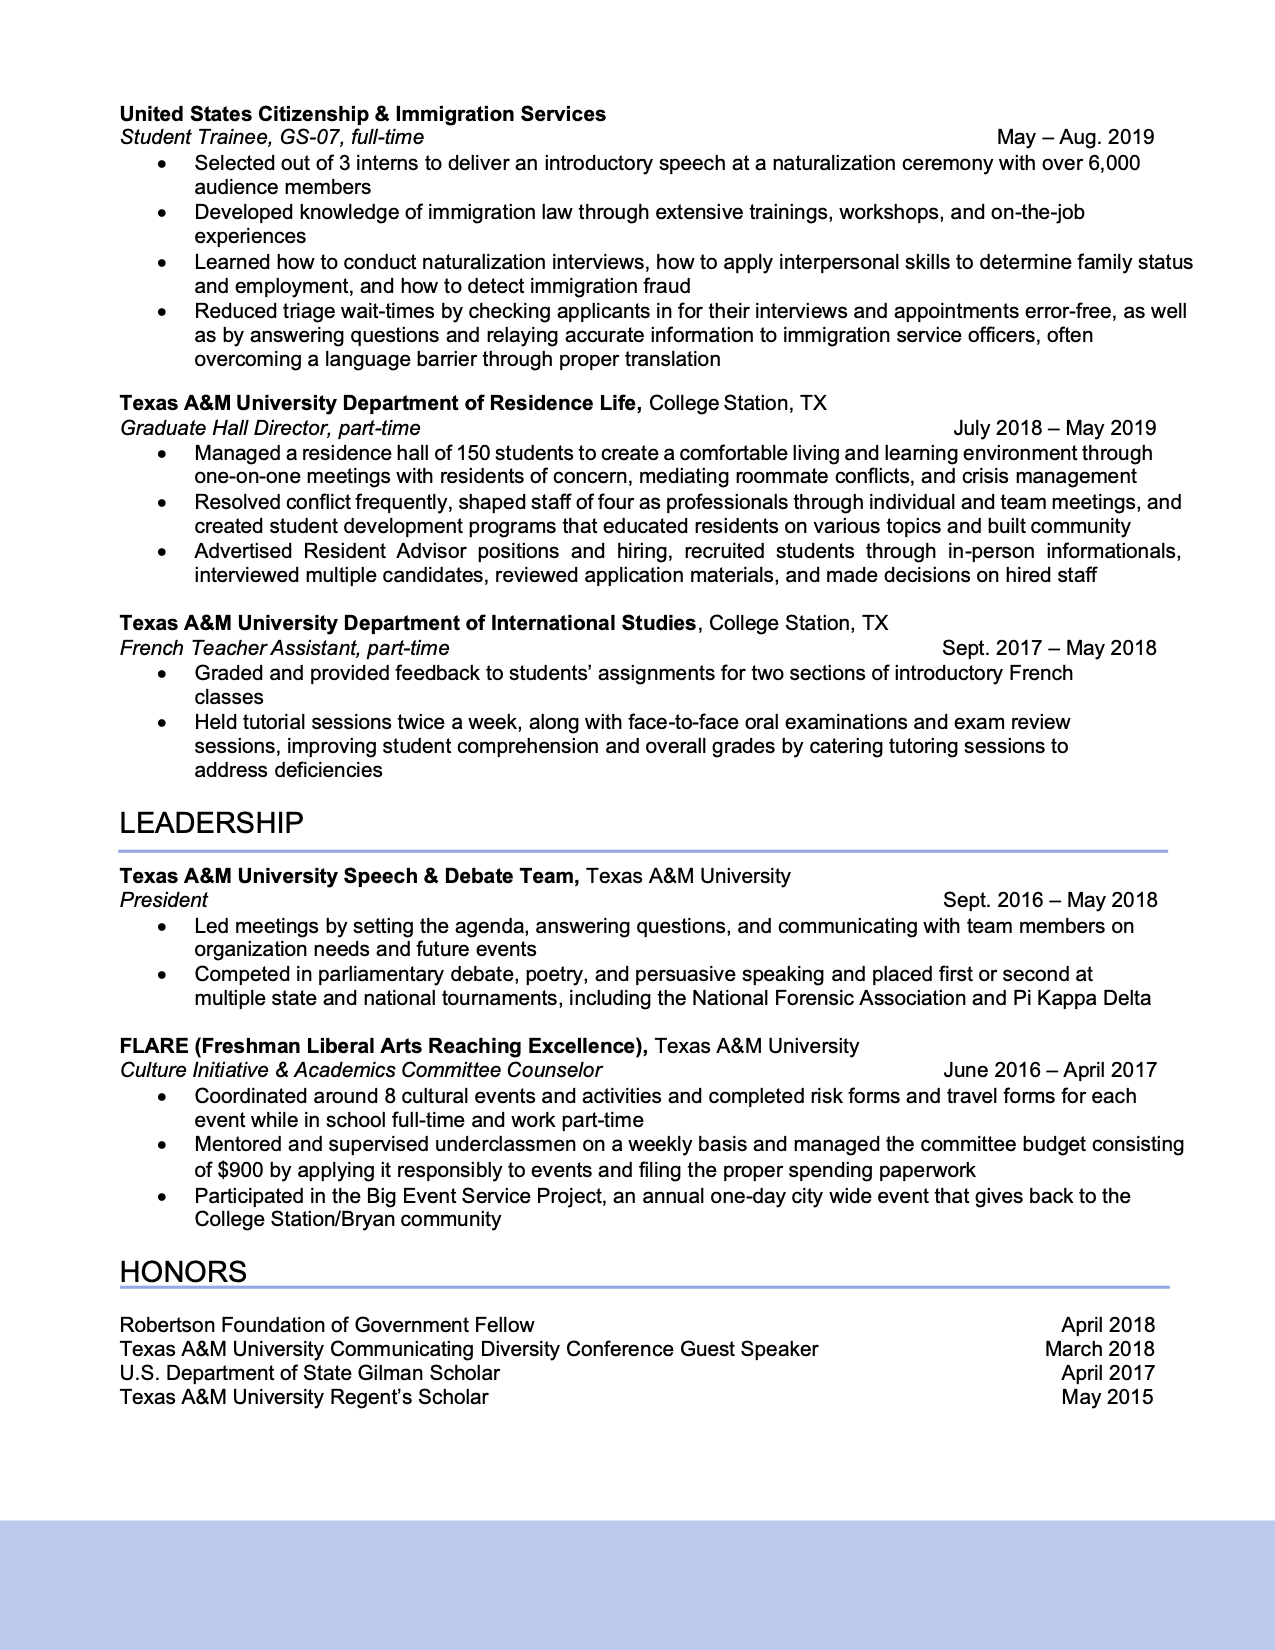 United States Citizenship & Immigration Services
Student Trainee, GS-07, full-time May – Aug. 2019
• Selected out of 3 interns to deliver an introductory speech at a naturalization ceremony with over 6,000
audience members
• Developed knowledge of immigration law through extensive trainings, workshops, and on-the-job
experiences
• Learned how to conduct naturalization interviews, how to apply interpersonal skills to determine family status
and employment, and how to detect immigration fraud
• Reduced triage wait-times by checking applicants in for their interviews and appointments error-free, as well
as by answering questions and relaying accurate information to immigration service officers, often
overcoming a language barrier through proper translation
Texas A&M University Department of Residence Life, College Station, TX
Graduate Hall Director, part-time July 2018 – May 2019
• Managed a residence hall of 150 students to create a comfortable living and learning environment through
one-on-one meetings with residents of concern, mediating roommate conflicts, and crisis management
• Resolved conflict frequently, shaped staff of four as professionals through individual and team meetings, and
created student development programs that educated residents on various topics and built community
• Advertised Resident Advisor positions and hiring, recruited students through in-person informationals,
interviewed multiple candidates, reviewed application materials, and made decisions on hired staff
Texas A&M University Department of International Studies, College Station, TX
French Teacher Assistant, part-time Sept. 2017 – May 2018
• Graded and provided feedback to students’ assignments for two sections of introductory French
classes
• Held tutorial sessions twice a week, along with face-to-face oral examinations and exam review
sessions, improving student comprehension and overall grades by catering tutoring sessions to
address deficiencies
LEADERSHIP
Texas A&M University Speech & Debate Team, Texas A&M University
President Sept. 2016 – May 2018
• Led meetings by setting the agenda, answering questions, and communicating with team members on
organization needs and future events
• Competed in parliamentary debate, poetry, and persuasive speaking and placed first or second at
multiple state and national tournaments, including the National Forensic Association and Pi Kappa Delta
FLARE (Freshman Liberal Arts Reaching Excellence), Texas A&M University
Culture Initiative & Academics Committee Counselor June 2016 – April 2017
• Coordinated around 8 cultural events and activities and completed risk forms and travel forms for each
event while in school full-time and work part-time
• Mentored and supervised underclassmen on a weekly basis and managed the committee budget consisting
of $900 by applying it responsibly to events and filing the proper spending paperwork
• Participated in the Big Event Service Project, an annual one-day city wide event that gives back to the
College Station/Bryan community
HONORS
Robertson Foundation of Government Fellow April 2018
Texas A&M University Communicating Diversity Conference Guest Speaker March 2018
U.S. Department of State Gilman Scholar April 2017
Texas A&M University Regent’s Scholar May 2015